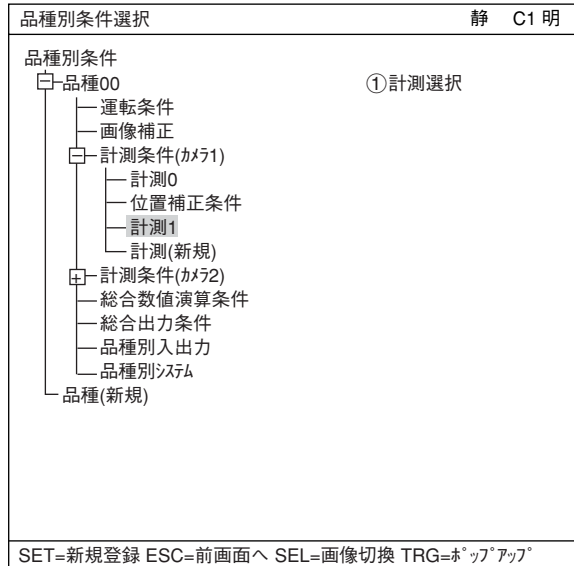 品種別条件選択 静 C1 明
品種別条件
品種00 ①計測選択
運転条件
画像補正
計測条件(ｶﾒﾗ1)
計測0
位置補正条件
計測1
計測(新規)
計測条件(ｶﾒﾗ2)
総合数値演算条件
総合出力条件
品種別入出力
品種別ｼｽﾃﾑ
品種(新規)
SET=新規登録 ESC=前画面へ SEL=画像切換 TRG=ﾎﾟｯﾌﾟｱｯﾌﾟ